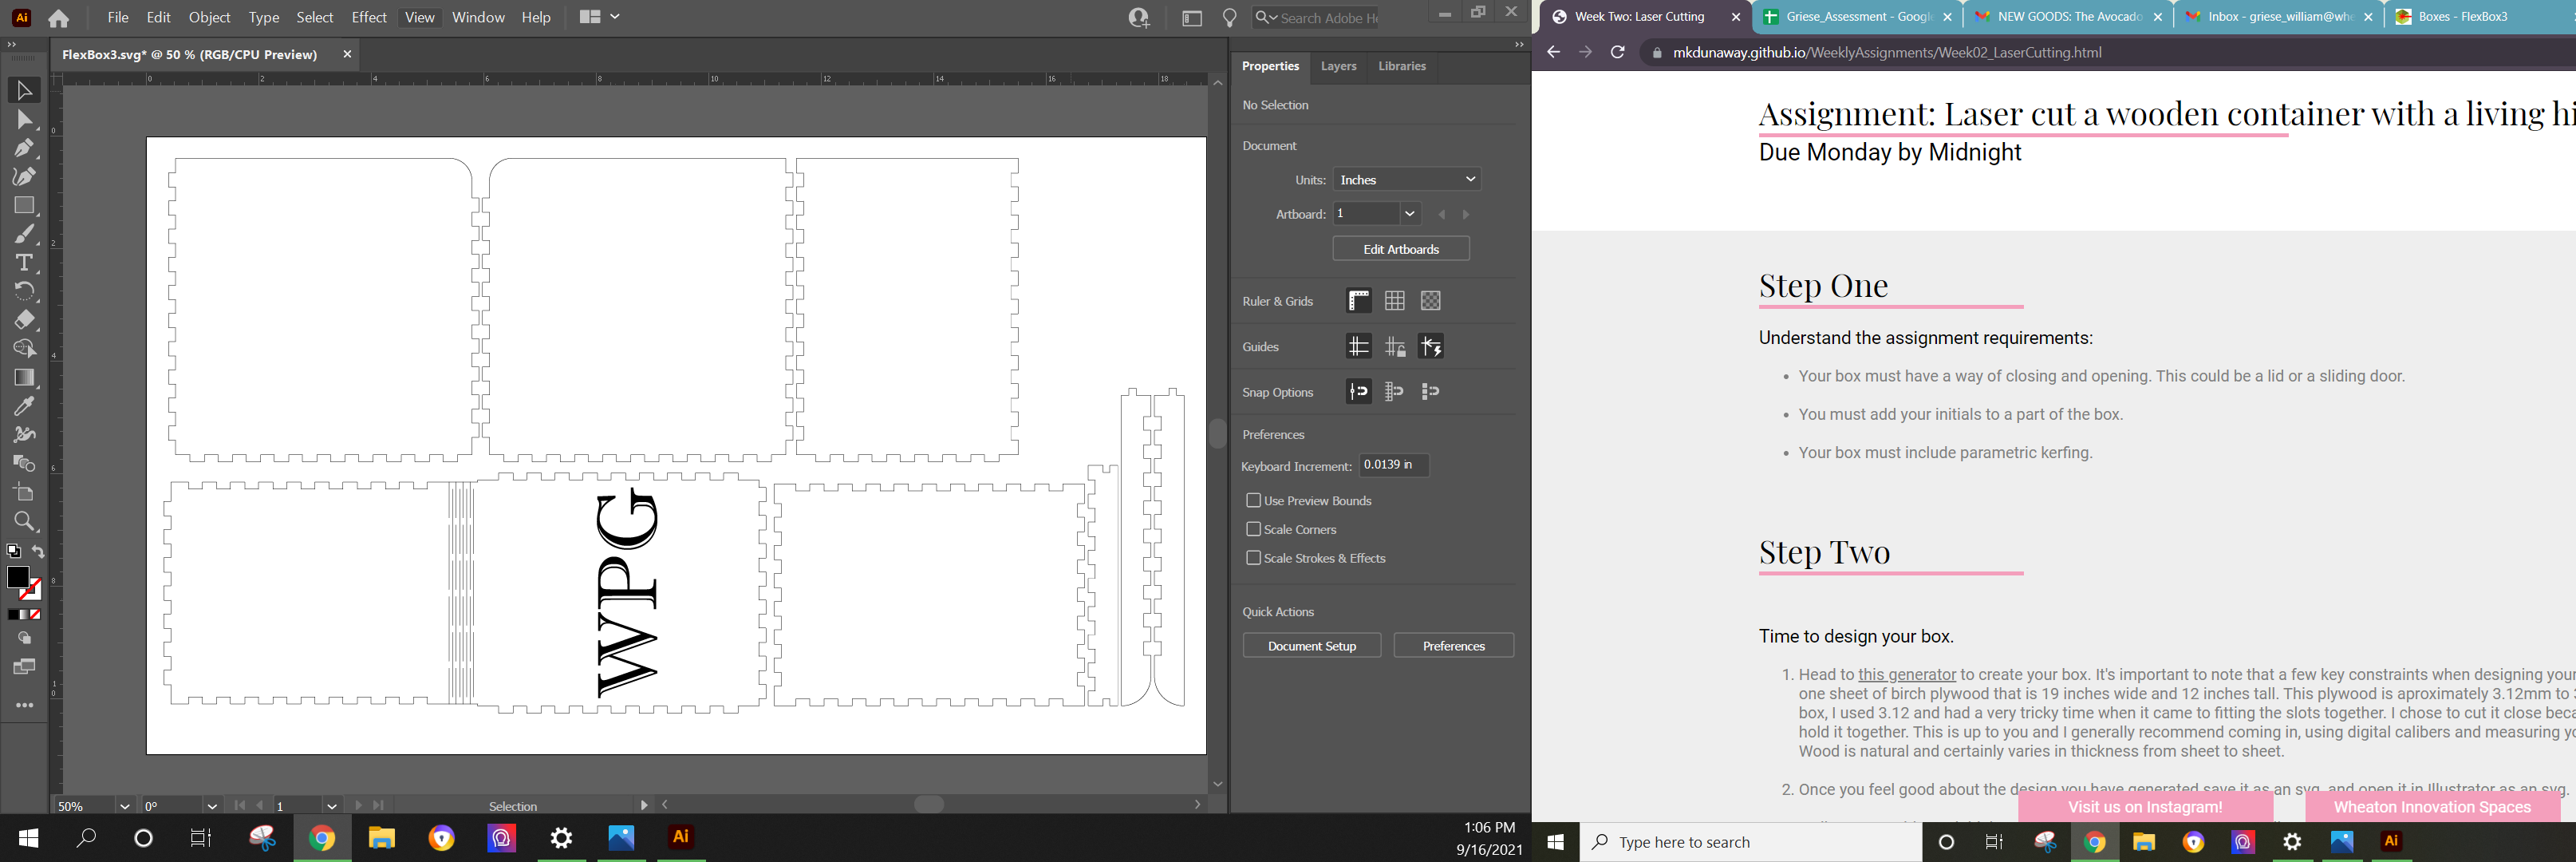 Ai File Edit Object Type Select Effect View Window Help Search Adobe He
FlexBox3.svg* @ 50 % (RGB/CPU Preview)
0 2 4 6 8 10 12 14 16 18
0
2
4
6
8
1
0
WPG
Properties Layers Libraries
No Selection
Document
Units: Inches
Artboard: 1
Edit Artboards
Ruler & Grids
Guides
Snap Options
Preferences
Keyboard Increment: 0.0139 in
Use Preview Bounds
Scale Corners
Scale Strokes & Effects
Quick Actions
Document Setup Preferences
50% 0° 1 Selection
Ai
1:06 PM
9/16/2021
Week Two: Laser Cutting Griese_Assessment - Google NEW GOODS: The Avocado Inbox - griese_william@whe Boxes - FlexBox3
mkdunaway.github.io/WeeklyAssignments/Week02_LaserCutting.html
Assignment: Laser cut a wooden container with a living hi
Due Monday by Midnight
Step One
Understand the assignment requirements:
• Your box must have a way of closing and opening. This could be a lid or a sliding door.
• You must add your initials to a part of the box.
• Your box must include parametric kerfing.
Step Two
Time to design your box.
1. Head to this generator to create your box. It's important to note that a few key constraints when designing your
one sheet of birch plywood that is 19 inches wide and 12 inches tall. This plywood is aproximately 3.12mm to 3
box, I used 3.12 and had a very tricky time when it came to fitting the slots together. I chose to cut it close beca
hold it together. This is up to you and I generally recommend coming in, using digital calibers and measuring yo
Wood is natural and certainly varies in thickness from sheet to sheet.
2. Once you feel good about the design you have generated save it as an svg, and open it in Illustrator as an svg.
Visit us on Instagram! Wheaton Innovation Spaces
Type here to search
Ai